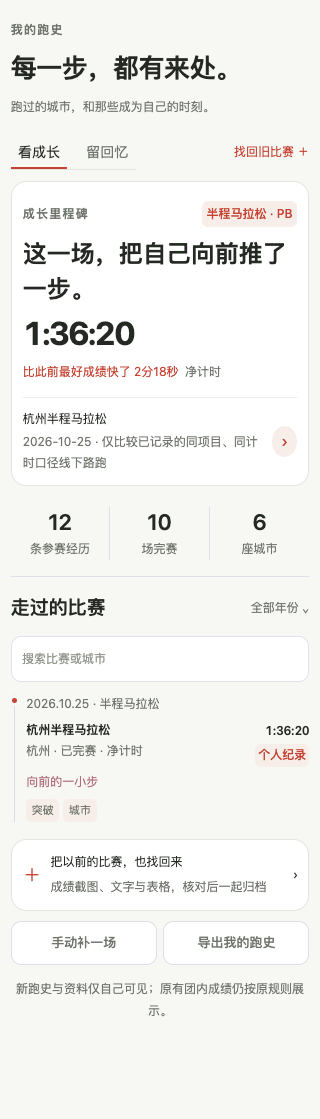 我的跑史
每一步，都有来处。
跑过的城市，和那些成为自己的时刻。
看成长 留回忆 找回旧比赛 ＋
成长里程碑 半程马拉松 · PB
这一场，把自己向前推了
一步。
1:36:20
比此前最好成绩快了 2分18秒 净计时
杭州半程马拉松
2026-10-25 · 仅比较已记录的同项目、同计
时口径线下路跑
›
12 10 6
条参赛经历 场完赛 座城市
走过的比赛 全部年份 ⌄
搜索比赛或城市
2026.10.25 · 半程马拉松
杭州半程马拉松 1:36:20
杭州 · 已完赛 · 净计时 个人纪录
向前的一小步
突破 城市
＋ 把以前的比赛，也找回来 ›
成绩截图、文字与表格，核对后一起归档
手动补一场 导出我的跑史
新跑史与资料仅自己可见；原有团内成绩仍按原规则展
示。